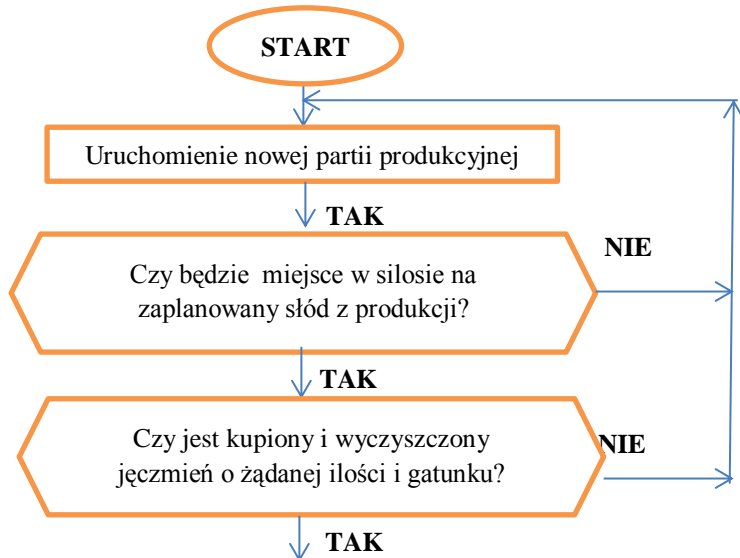 START
Uruchomienie nowej partii produkcyjnej
TAK
NIE
Czy będzie miejsce w silosie na
zaplanowany słód z produkcji?
TAK
Czy jest kupiony i wyczyszczony
NIE
jęczmień o żądanej ilości i gatunku?
TAK